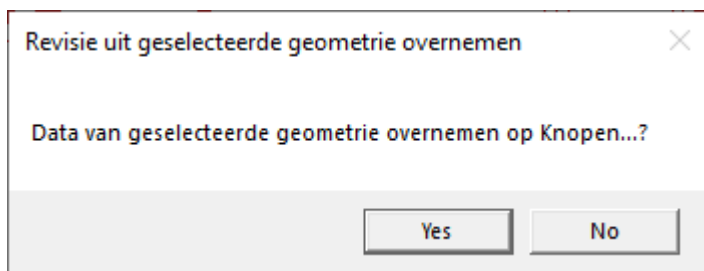 Revisie uit geselecteerde geometrie overnemen
Data van geselecteerde geometrie overnemen op Knopen...?
Yes
No